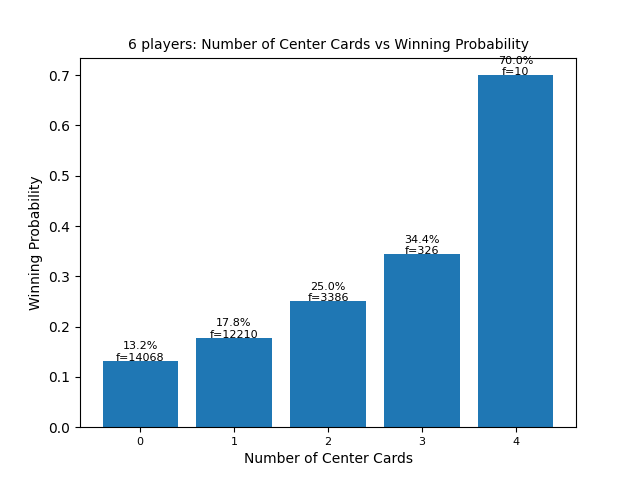 6 players: Number of Center Cards vs Winning Probability
Winning Probability
0.7
0.6
0.5
0.4
0.3
0.2
0.1
0.0
13.2%
f=14068
17.8%
f=12210
25.0%
f=3386
34.4%
f=326
70.0%
f=10
0 1 2 3 4
Number of Center Cards